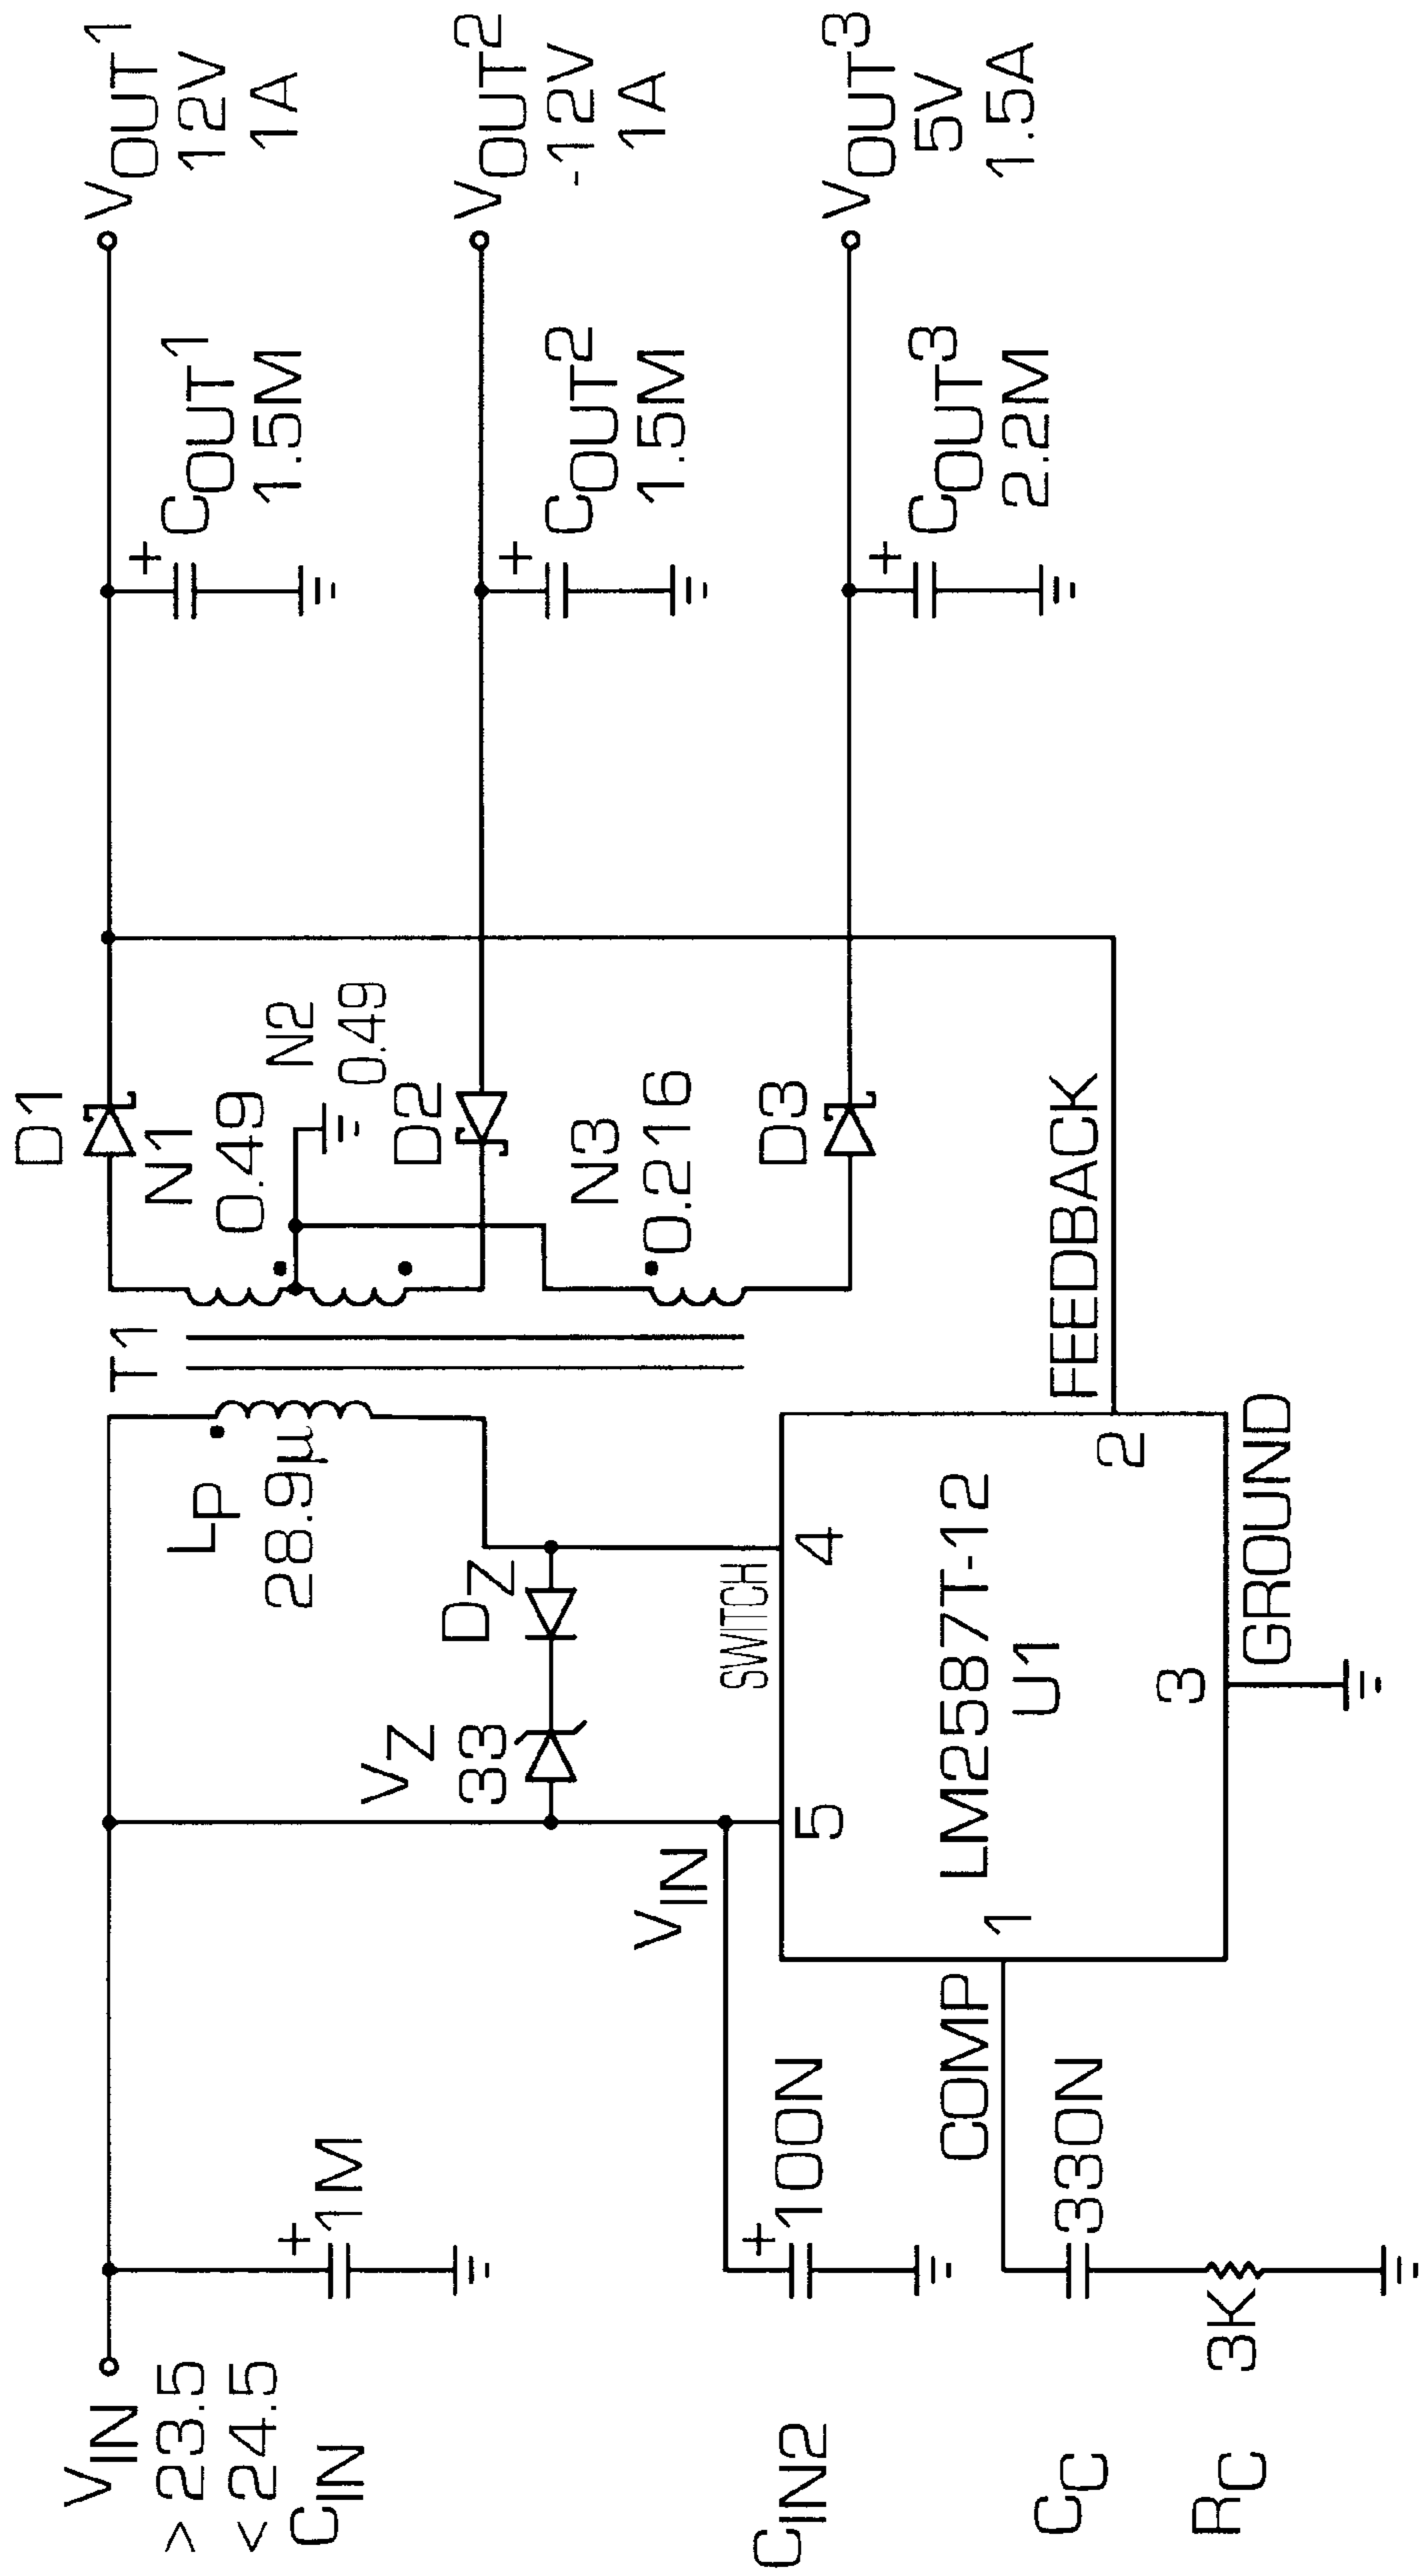 VIN
>23.5
<24.5
CIN
1M
CIN2
100N
CC
330N
RC
3K
COMP
1
VIN
5
VZ
33
DZ
SWITCH
4
LM2587T-12
U1
3
GROUND
2
FEEDBACK
LP
28.9μ
T1
D1
N1
0.49
N2
0.49
D2
N3
0.216
D3
+
COUT1
1.5M
+
COUT2
1.5M
+
COUT3
2.2M
+
+
VOUT1
12V
1A
VOUT2
-12V
1A
VOUT3
5V
1.5A